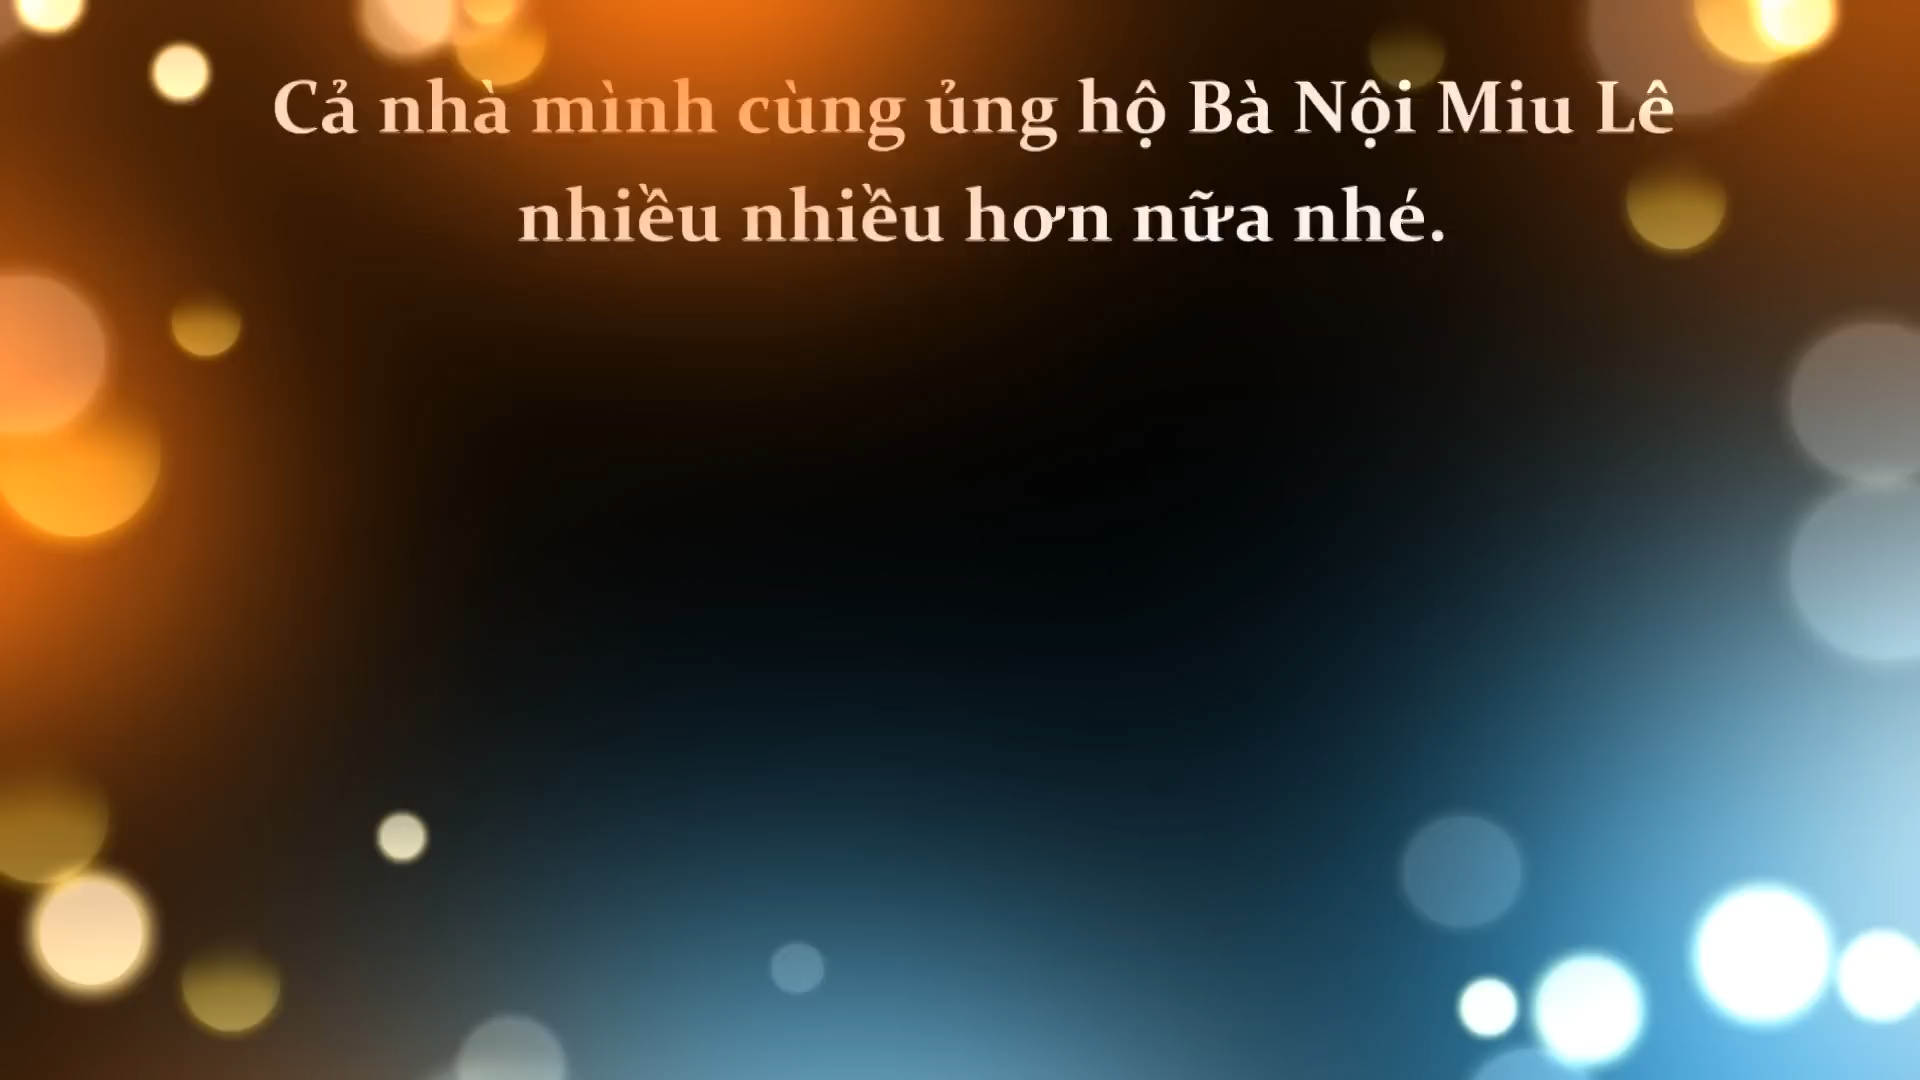 Cả nhà mình cùng ủng hộ Bà Nội Miu Lê
nhiều nhiều hơn nữa nhé.